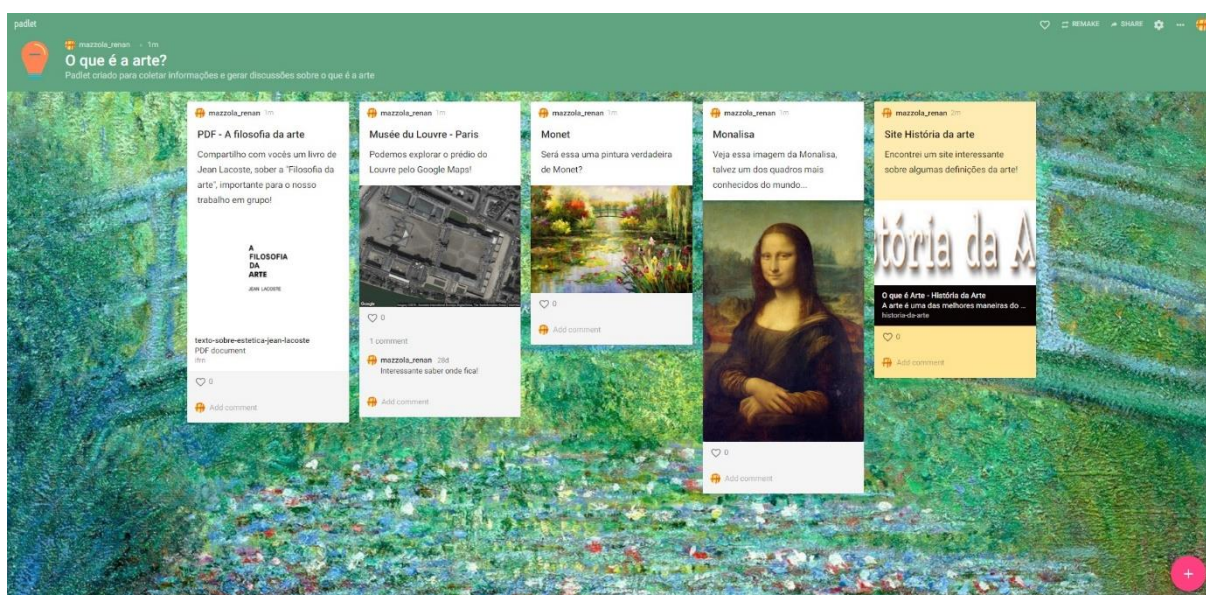 padlet
REMAKE
SHARE
mazzola_renan - 1m
O que é a arte?
Padlet criado para coletar informações e gerar discussões sobre o que é a arte
mazzola_renan 1m
PDF - A filosofia da arte
Compartilho com vocês um livro de
Jean Lacoste, sober a "Filosofia da
arte", importante para o nosso
trabalho em grupo!
A
FILOSOFIA
DA
ARTE
JEAN LACOSTE
texto-sobre-estetica-jean-lacoste
PDF document
0
Add comment
mazzola_renan 1m
Musée du Louvre - Paris
Podemos explorar o prédio do
Louvre pelo Google Maps!
Google
0
1 comment
mazzola_renan 28d
Interessante saber onde fica!
Add comment
mazzola_renan 1m
Monet
Será essa uma pintura verdadeira
de Monet?
0
Add comment
mazzola_renan 1m
Monalisa
Veja essa imagem da Monalisa,
talvez um dos quadros mais
conhecidos do mundo...
0
Add comment
mazzola_renan 2m
Site História da arte
Encontrei um site interessante
sobre algumas definições da arte!
stória da A
O que é Arte - História da Arte
A arte é uma das melhores maneiras do ...
historia-da-arte
0
Add comment